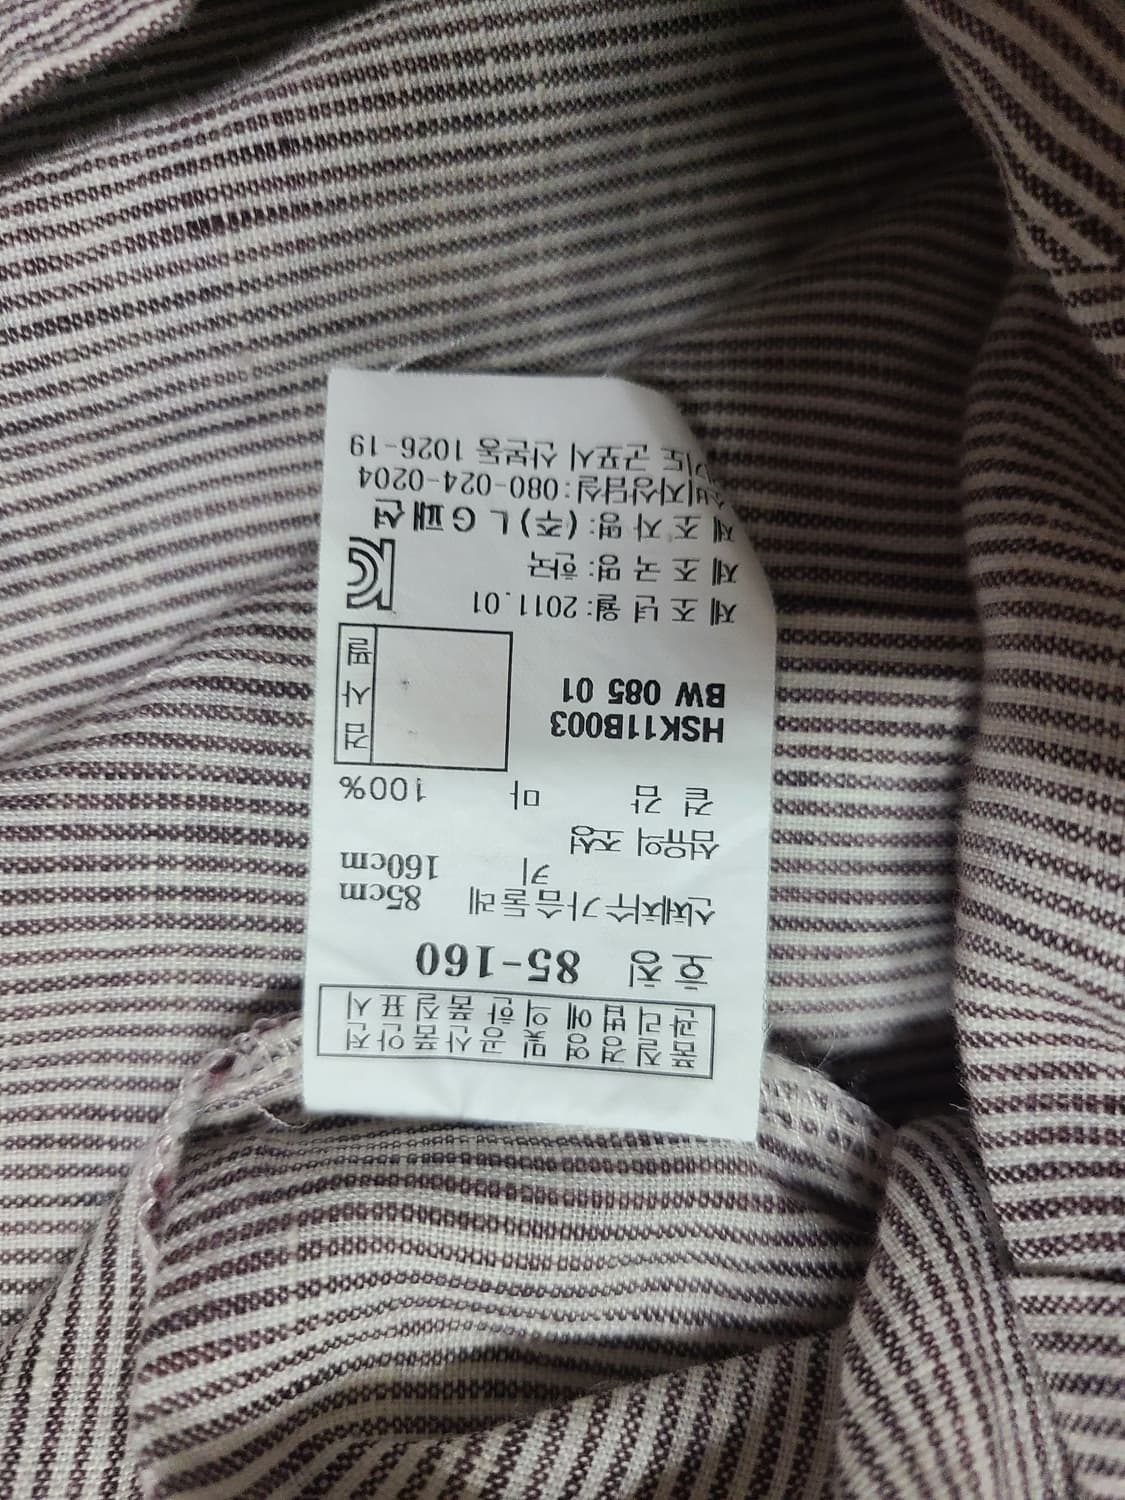 품질경영 및 공산품안전
관리법에 의한 품질표시
호 칭 85-160
신체치수 가슴둘레 85cm
키 160cm
섬유의 조성
겉 감 마 100%
HSK11B003
BW 085 01
검 사 필
제 조 년 월: 2011.01
제 조 국 명: 한국
제 조 자 명: (주) L G 패션
소비자상담실: 080-024-0204
경기도 군포시 산본동 1026-19